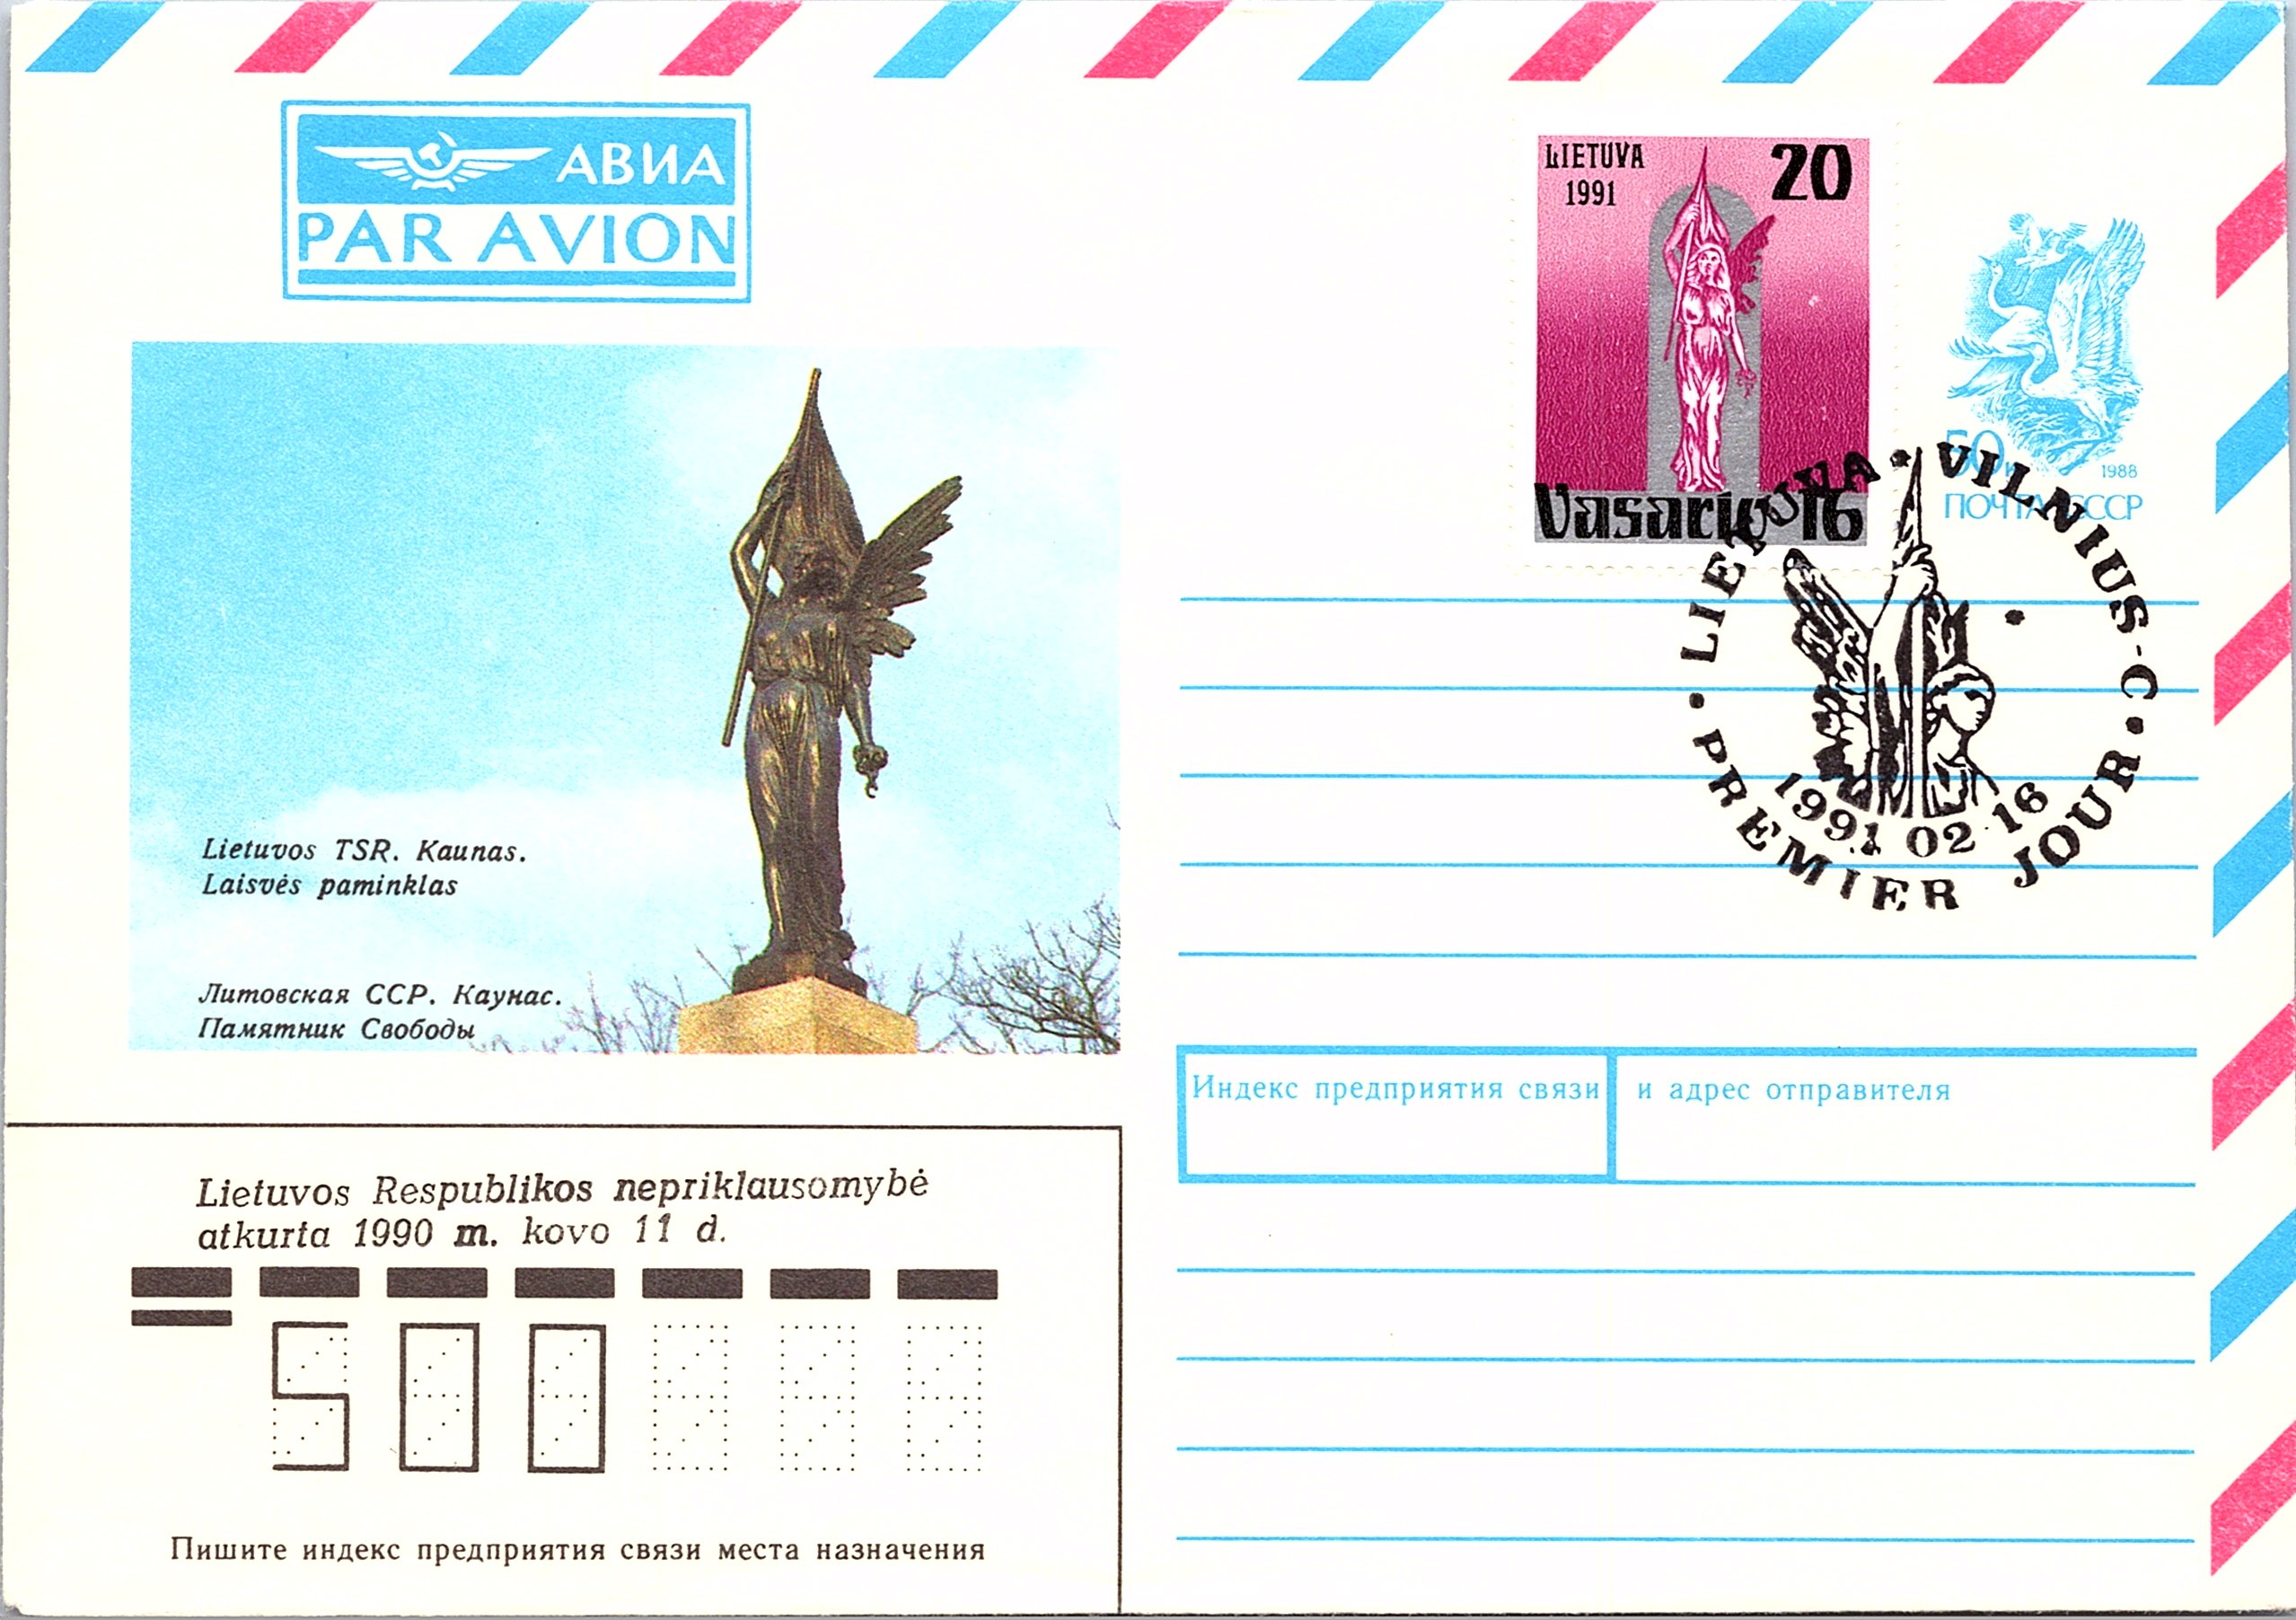 АВИА
PAR AVION
LIETUVA
1991
20
Vasario 16
50 к
1988
ПОЧТА СССР
LIETUVA • VILNIUS-C • PREMIER JOUR •
1991 02 16
Lietuvos TSR. Kaunas.
Laisvės paminklas
Литовская ССР. Каунас.
Памятник Свободы
Индекс предприятия связи и адрес отправителя
Lietuvos Respublikos nepriklausomybė
atkurta 1990 m. kovo 11 d.
500
Пишите индекс предприятия связи места назначения